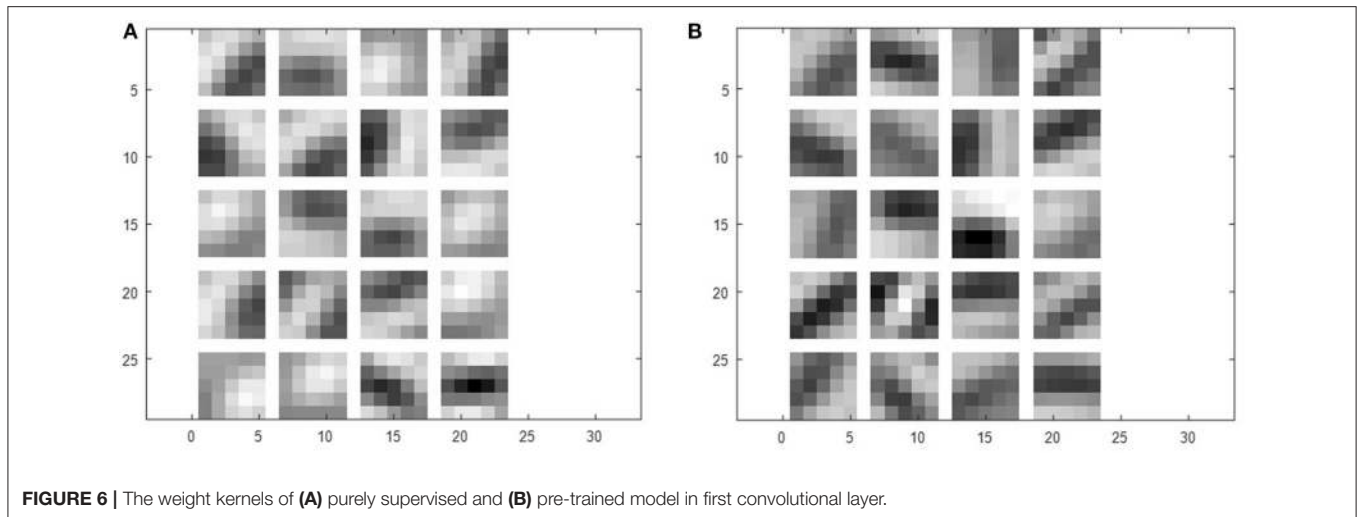 A
5
10
15
20
25
0 5 10 15 20 25 30
B
5
10
15
20
25
0 5 10 15 20 25 30
FIGURE 6 | The weight kernels of (A) purely supervised and (B) pre-trained model in first convolutional layer.